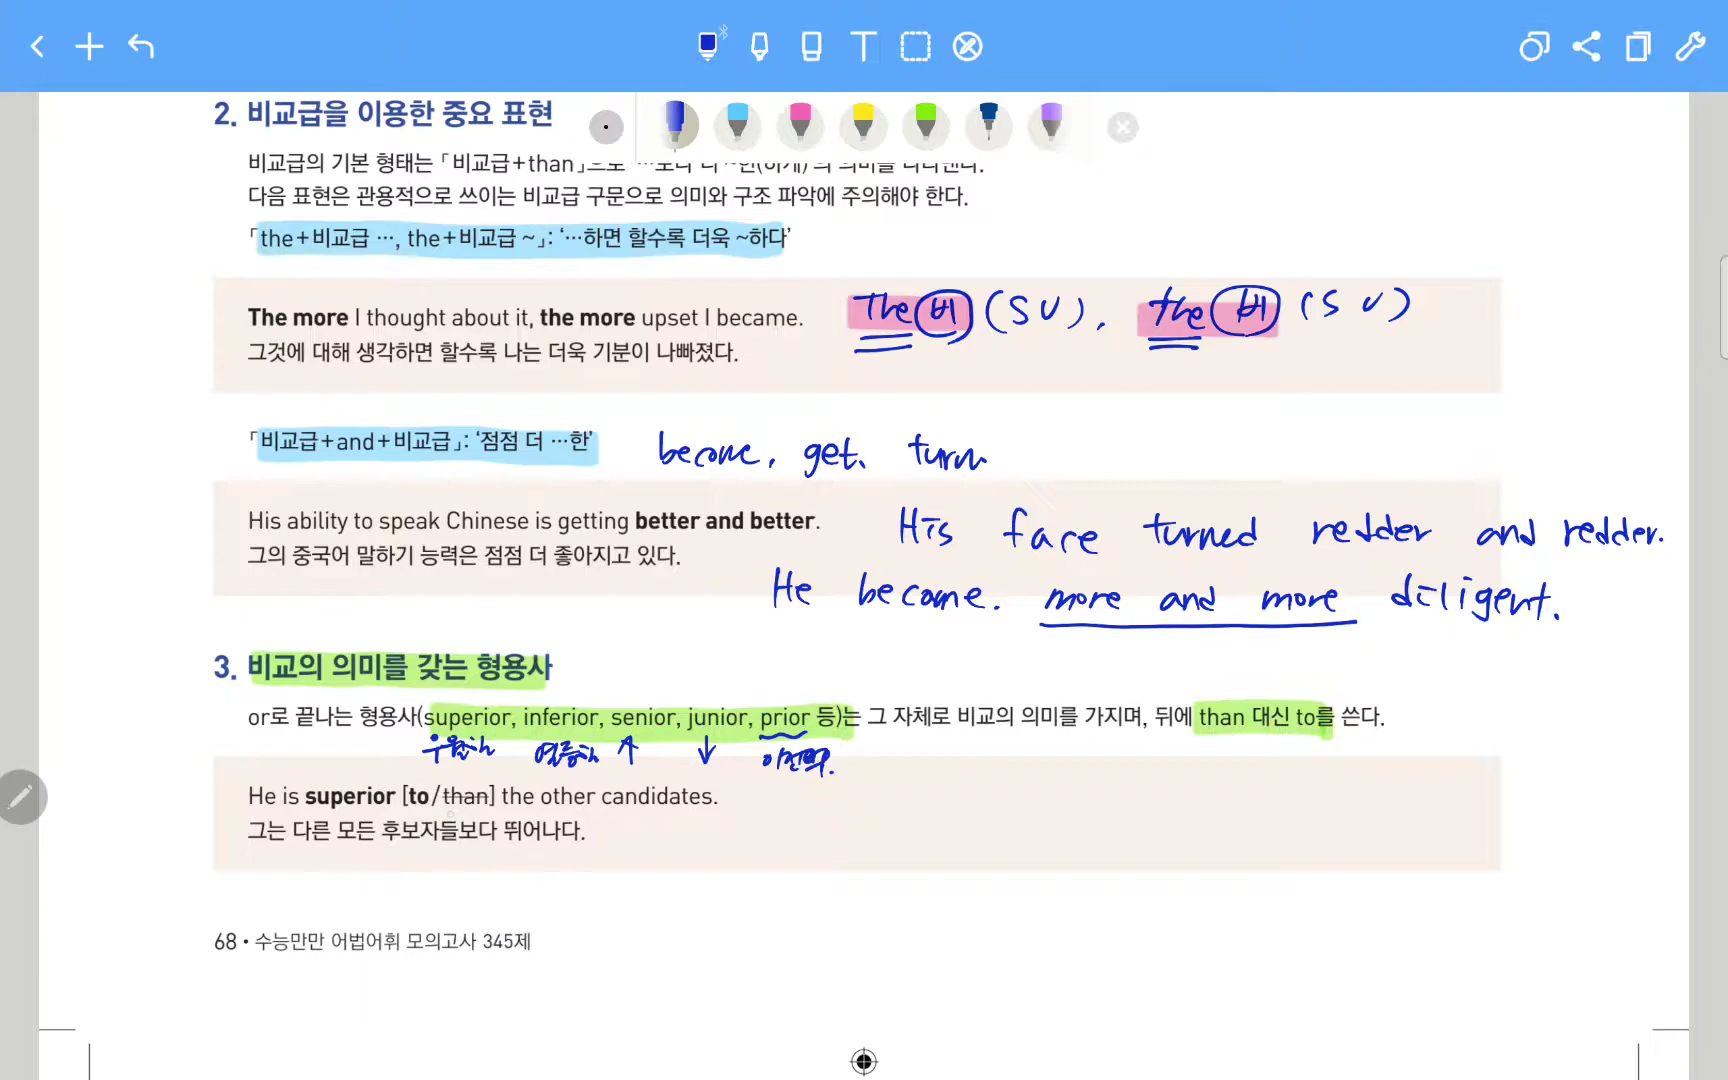 2. 비교급을 이용한 중요 표현
비교급의 기본 형태는 「비교급+than」으로
다음 표현은 관용적으로 쓰이는 비교급 구문으로 의미와 구조 파악에 주의해야 한다.
「the+비교급 …, the+비교급 ~」: ‘…하면 할수록 더욱 ~하다’
The more I thought about it, the more upset I became. The 비 (S V), the 비 (S V)
그것에 대해 생각하면 할수록 나는 더욱 기분이 나빠졌다.
「비교급+and+비교급」: ‘점점 더 …한’ become, get, turn
His ability to speak Chinese is getting better and better. His face turned redder and redder.
그의 중국어 말하기 능력은 점점 더 좋아지고 있다.
He became. more and more diligent.
3. 비교의 의미를 갖는 형용사
or로 끝나는 형용사(superior, inferior, senior, junior, prior 등)는 그 자체로 비교의 의미를 가지며, 뒤에 than 대신 to를 쓴다.
우월한 열등한 ↑ ↓ 이전의.
He is superior [to/than] the other candidates.
그는 다른 모든 후보자들보다 뛰어나다.
68 • 수능만만 어법어휘 모의고사 345제